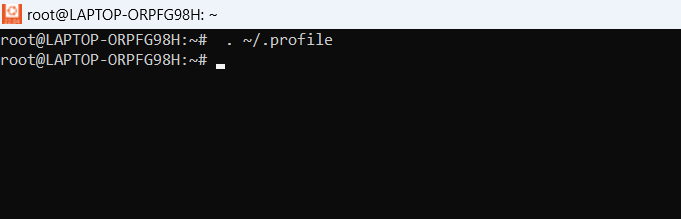 root@LAPTOP-ORPFG98H: ~
root@LAPTOP-ORPFG98H:~#  . ~/.profile
root@LAPTOP-ORPFG98H:~#